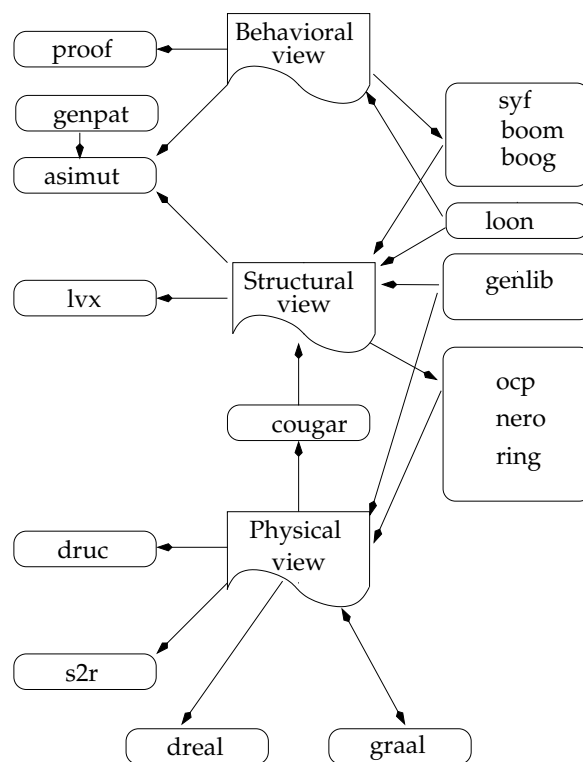 proof
Behavioral
view
genpat
asimut
syf
boom
boog
loon
lvx
Structural
view
genlib
ocp
nero
ring
cougar
druc
Physical
view
s2r
dreal
graal